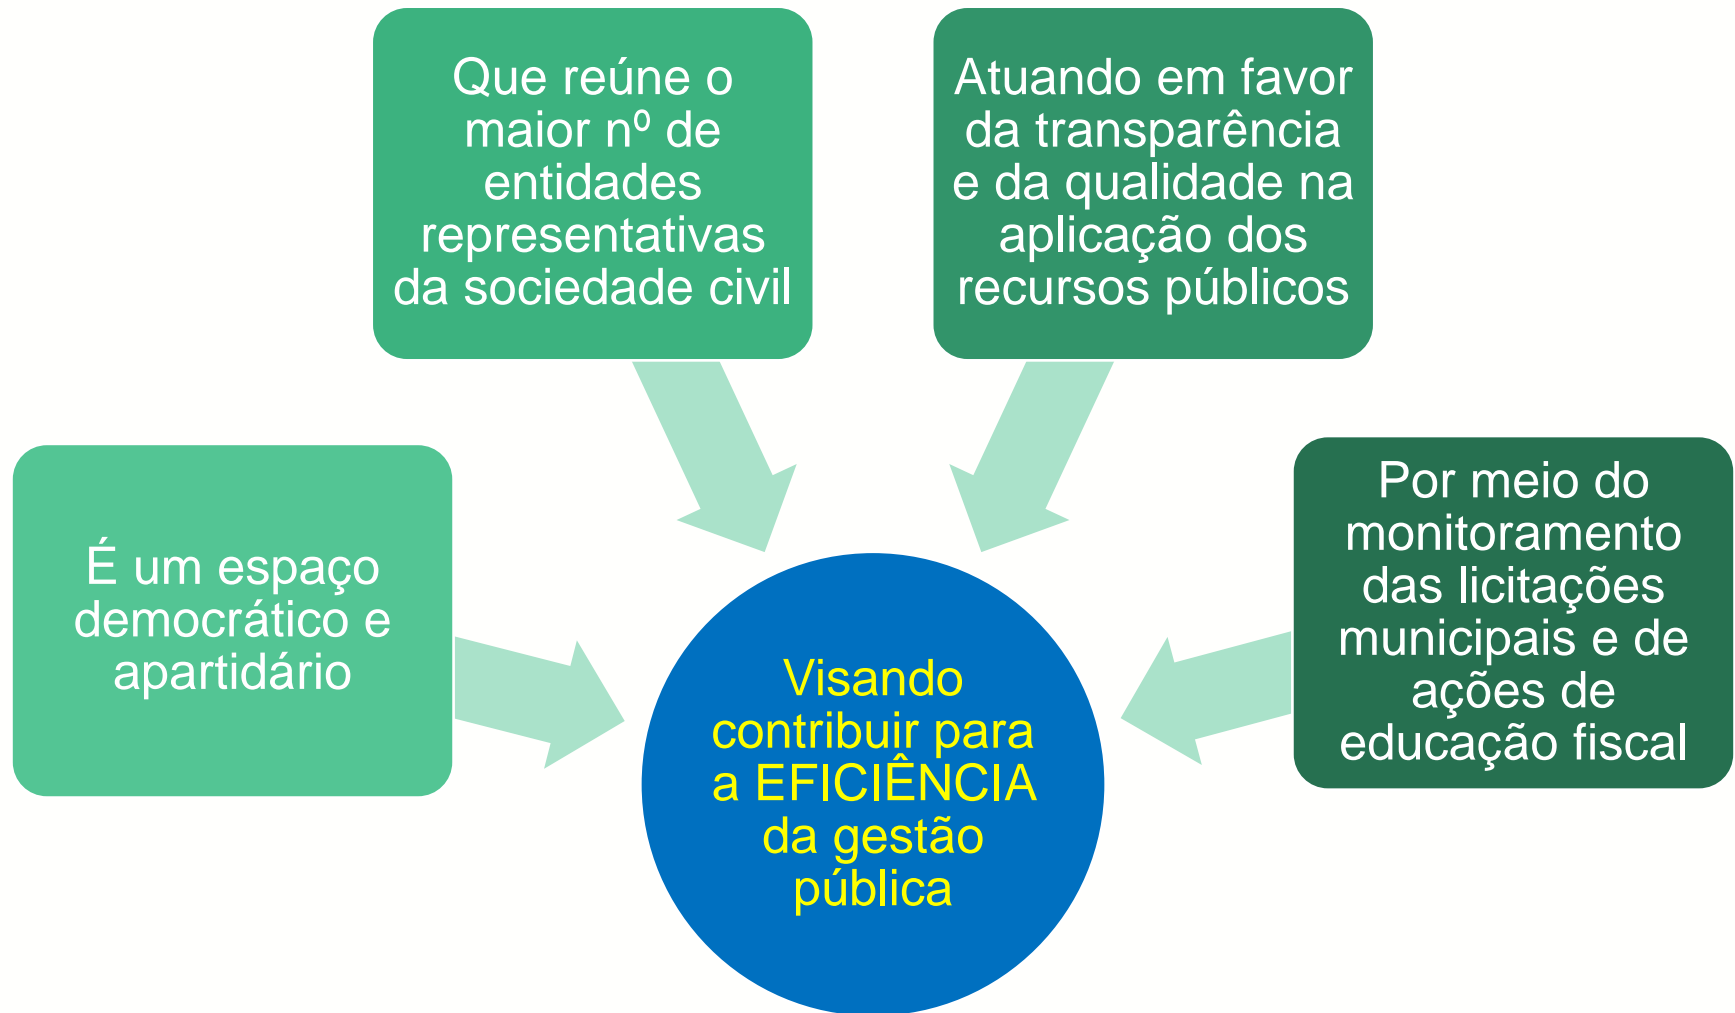 É um espaço
democrático e
apartidário
Que reúne o
maior nº de
entidades
representativas
da sociedade civil
Atuando em favor
da transparência
e da qualidade na
aplicação dos
recursos públicos
Por meio do
monitoramento
das licitações
municipais e de
ações de
educação fiscal
Visando
contribuir para
a EFICIÊNCIA
da gestão
pública